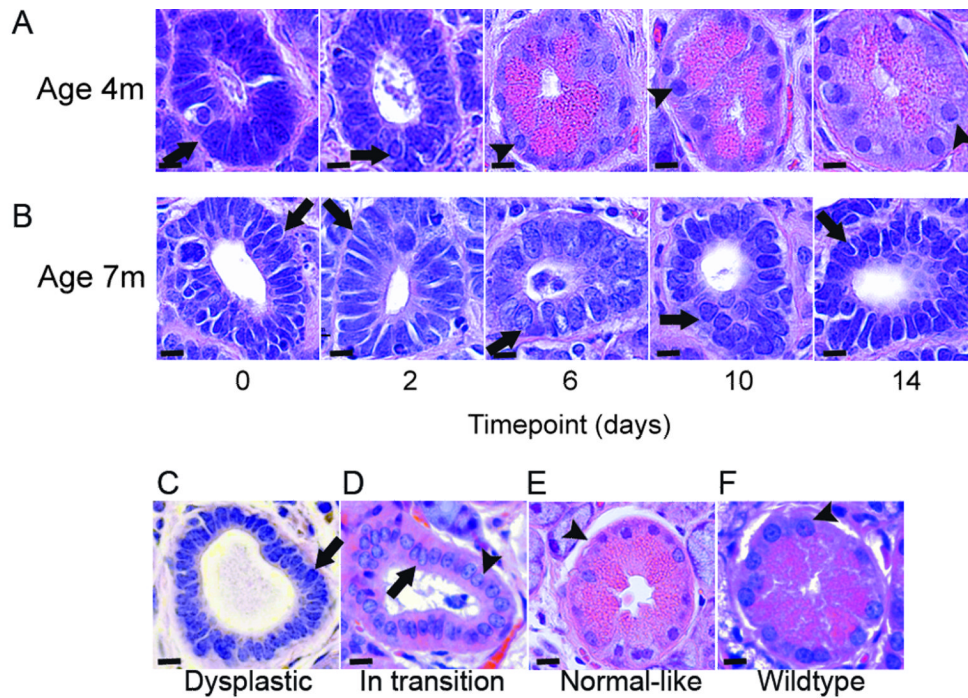 A
Age 4m
B
Age 7m
0 2 6 10 14
Timepoint (days)
C D E F
Dysplastic In transition Normal-like Wildtype